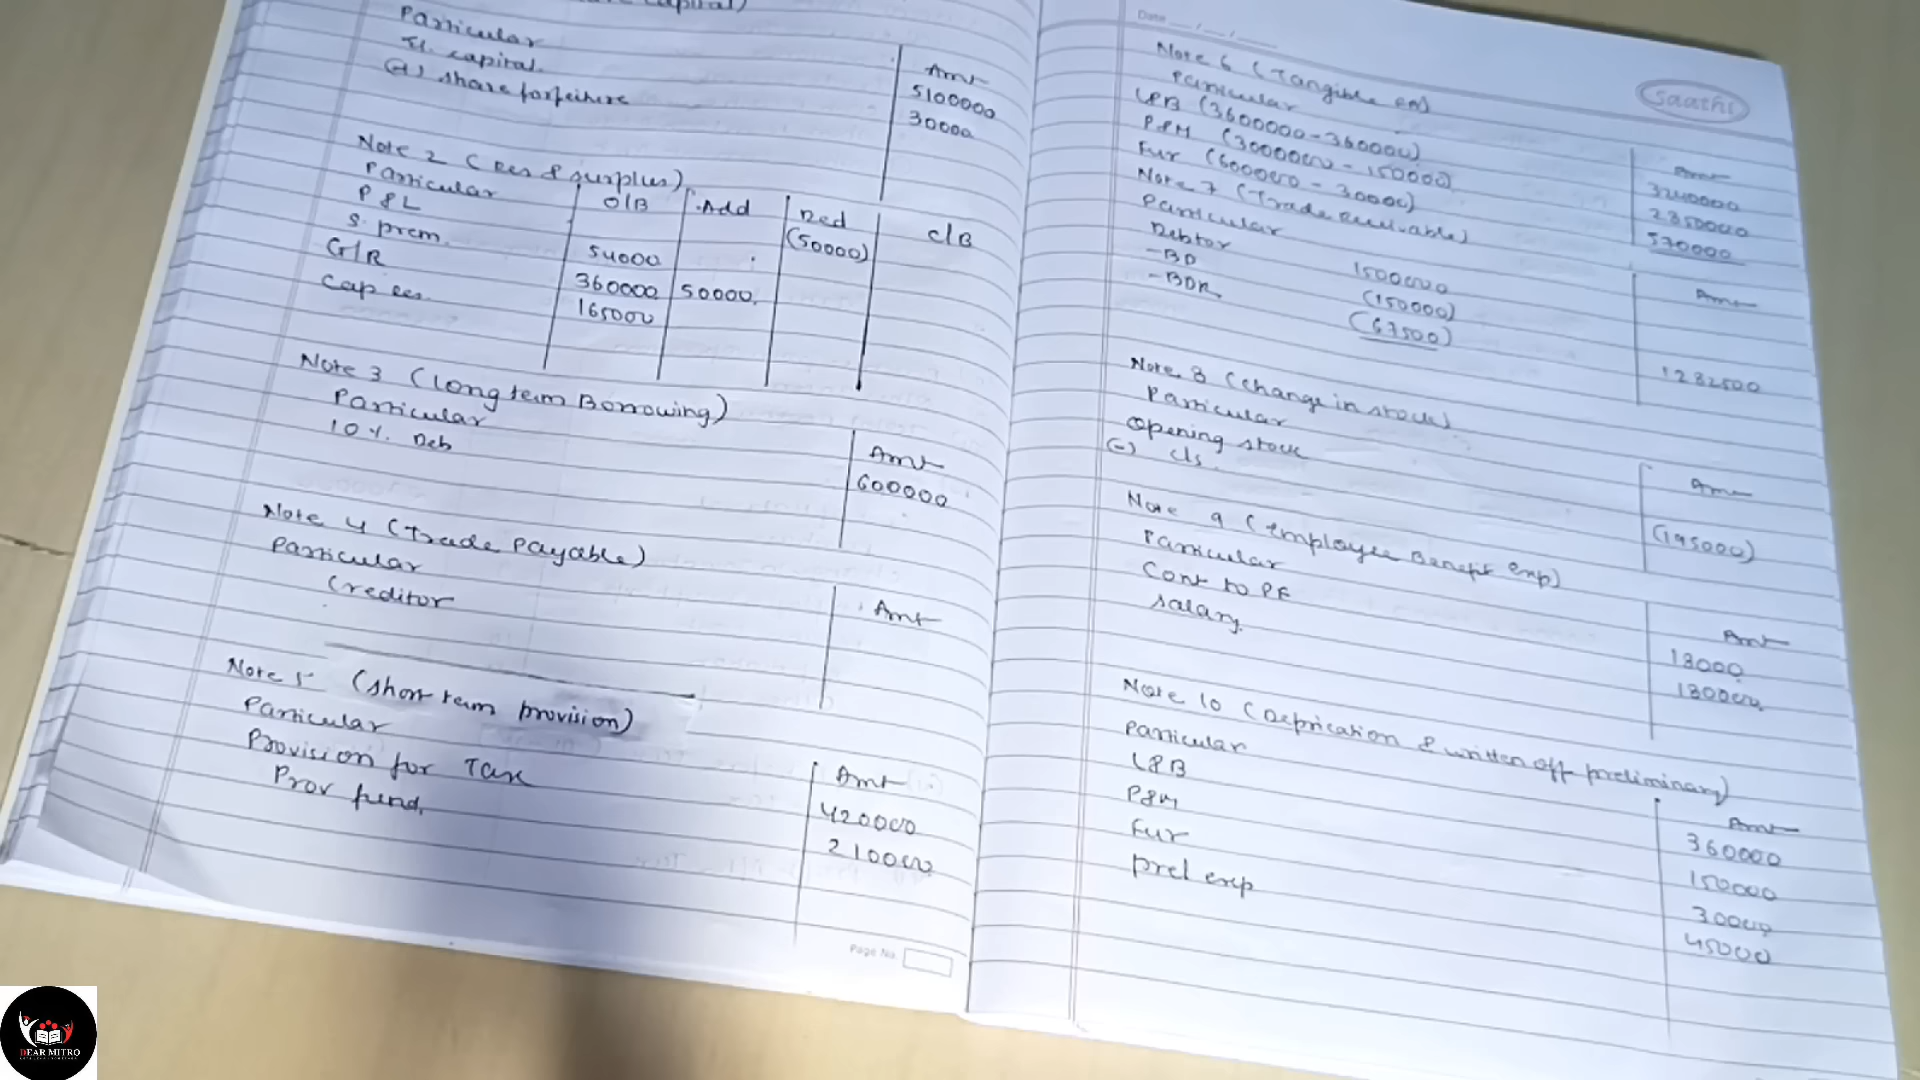 Capital)
Particular
Amt
capital.
5100000
(+) share forfeiture
30000
Note 2 (Res & surplus)
Particular O/B Add Ded C/B
P & L (50000)
S. prem. 54000
G/R 360000 50000
Cap res. 165000
Note 3 (Long term Borrowing)
Particular Amt
10 % Deb 600000
Note 4 (Trade Payable)
Particular Amt
Creditor
Note 5 (Short term provision)
Particular Amt
Provision for Tax 420000
Prov fund. 210000
Page No.
Date
Saathi
Note 6 (Tangible
Particular Amt
L&B (3600000-360000) 3240000
P&M (3000000-150000) 2850000
Fur (600000-30000) 570000
Note 7 (Trade
Particular Amt
Debtor 1500000
-BD (150000)
-BDR (67500)
1282500
Note 8 (Change in stock)
Particular Amt
Opening stock
(-) cls. (195000)
Note 9 (Employee Benefit exp)
Particular Amt
Cont to PF 18000
Salary. 180000
Note 10 (Deprication & written off preliminary)
Particular Amt
L&B 360000
P&M 150000
Fur 30000
prel exp 45000
DEAR MITRO